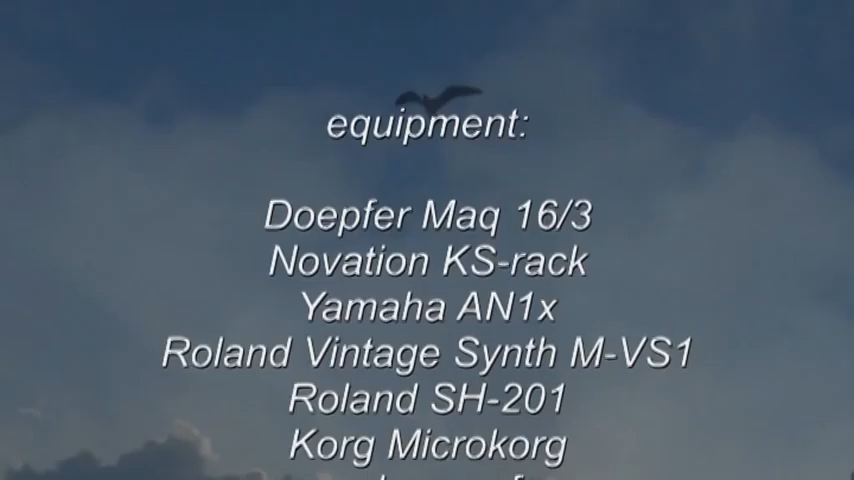 equipment:
Doepfer Maq 16/3
Novation KS-rack
Yamaha AN1x
Roland Vintage Synth M-VS1
Roland SH-201
Korg Microkorg